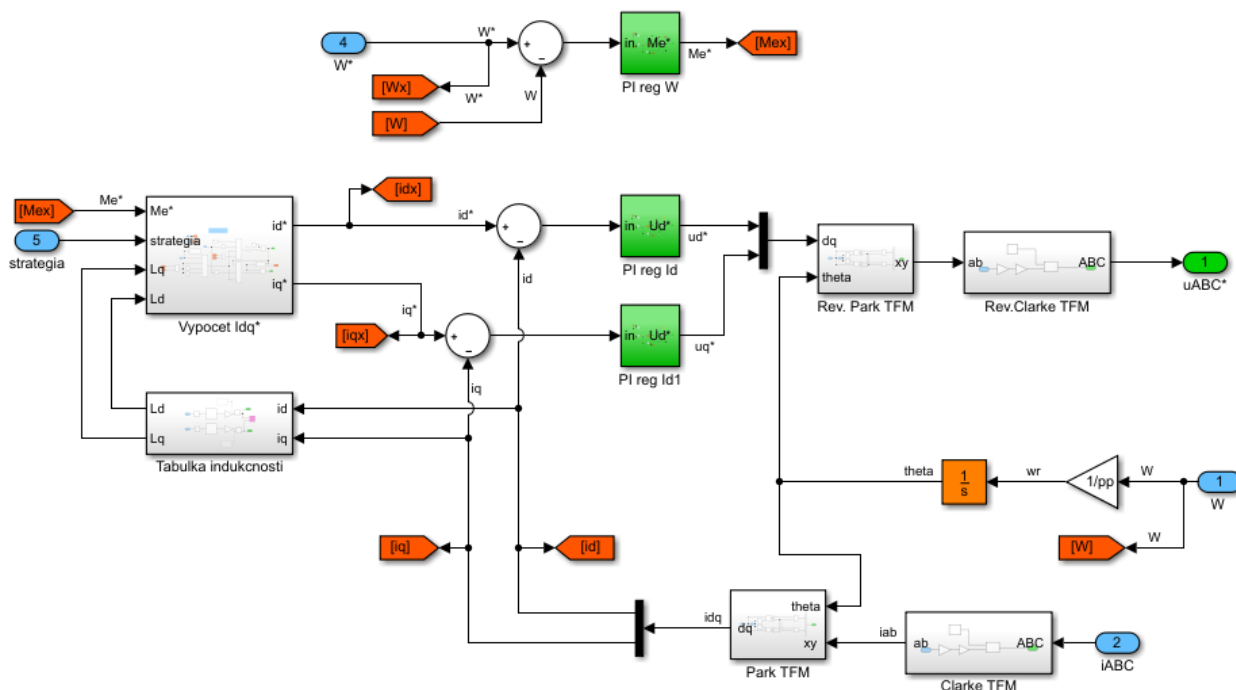 4
W*
W*
[Wx]
W*
[W]
W
+
−
in
Me*
PI reg W
Me*
[Mex]
[Mex]
Me*
5
strategia
Me*
strategia
Lq
Ld
id*
iq*
Vypocet Idq*
[idx]
id*
+
−
id
in
Ud*
PI reg Id
ud*
iq*
[iqx]
+
−
iq
in
Ud*
PI reg Id1
uq*
dq
theta
xy
Rev. Park TFM
ab
ABC
Rev.Clarke TFM
1
uABC*
Ld
Lq
id
iq
Tabulka indukcnosti
theta
1
s
wr
1/pp
W
1
W
[W]
W
[iq]
[id]
idq
theta
dq
xy
Park TFM
iab
ab
ABC
Clarke TFM
2
iABC